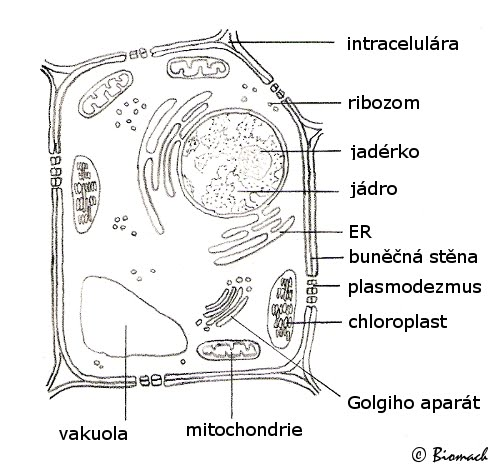 intracelulára
ribozom
jadérko
jádro
ER
buněčná stěna
plasmodezmus
chloroplast
Golgiho aparát
mitochondrie
vakuola
© Biomach